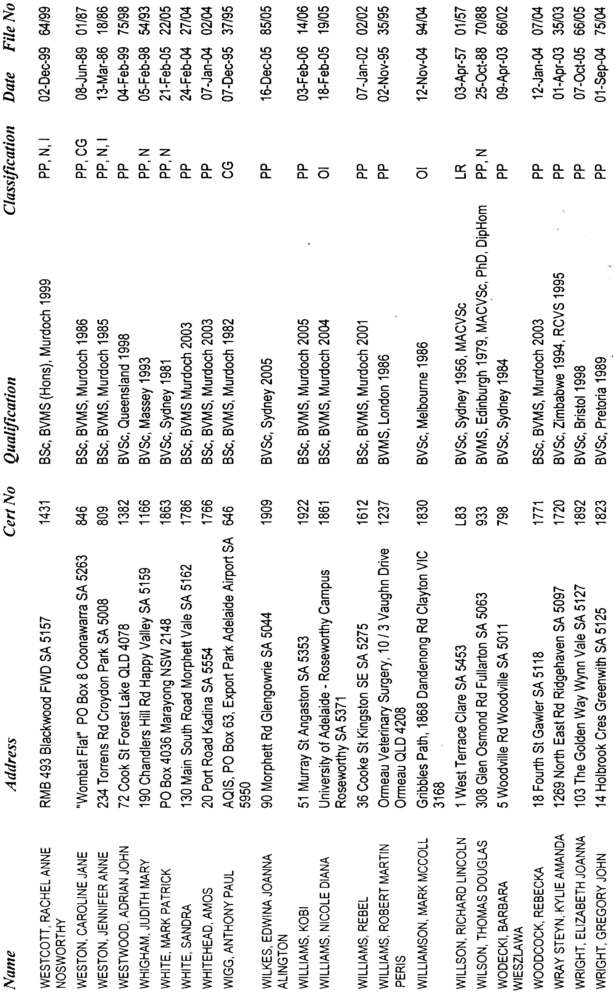 Name Address Cert No Qualification Classification Date File No
WESTCOTT, RACHEL ANNE RMB 493 Blackwood FWD SA 5157 1431 BSc, BVMS (Hons), Murdoch 1999 PP, N, I 02-Dec-99 64/99
NOSWORTHY
WESTON, CAROLINE JANE "Wombat Flat" PO Box 8 Coonawarra SA 5263 846 BSc, BVMS, Murdoch 1986 PP, CG 08-Jun-89 01/87
WESTON, JENNIFER ANNE 234 Torrens Rd Croydon Park SA 5008 809 BSc, BVMS, Murdoch 1985 PP, N, I 13-Mar-86 18/86
WESTWOOD, ADRIAN JOHN 72 Cook St Forest Lake QLD 4078 1382 BVSc, Queensland 1998 PP 04-Feb-99 75/98
WHIGHAM, JUDITH MARY 190 Chandlers Hill Rd Happy Valley SA 5159 1166 BVSc, Massey 1993 PP, N 05-Feb-98 54/93
WHITE, MARK PATRICK PO Box 4036 Marayong NSW 2148 1863 BVSc, Sydney 1981 PP, N 21-Feb-05 22/05
WHITE, SANDRA 130 Main South Road Morphett Vale SA 5162 1786 BSc, BVMS Murdoch 2003 PP 24-Feb-04 27/04
WHITEHEAD, AMOS 20 Port Road Kadina SA 5554 1766 BSc, BVMS, Murdoch 2003 PP 07-Jan-04 02/04
WIGG, ANTHONY PAUL AQIS, PO Box 63, Export Park Adelaide Airport SA 646 BSc, BVMS, Murdoch 1982 CG 07-Dec-95 37/95
5950
WILKES, EDWINA JOANNA 90 Morphett Rd Glengowrie SA 5044 1909 BVSc, Sydney 2005 PP 16-Dec-05 85/05
ALINGTON
WILLIAMS, KOBI 51 Murray St Angaston SA 5353 1922 BSc, BVMS, Murdoch 2005 PP 03-Feb-06 14/06
WILLIAMS, NICOLE DIANA University of Adelaide - Roseworthy Campus 1861 BSc, BVMS, Murdoch 2004 OI 18-Feb-05 19/05
Roseworthy SA 5371
WILLIAMS, REBEL 36 Cooke St Kingston SE SA 5275 1612 BSc, BVMS, Murdoch 2001 PP 07-Jan-02 02/02
WILLIAMS, ROBERT MARTIN Ormeau Veterinary Surgery, 10 / 3 Vaughn Drive 1237 BVMS, London 1986 PP 02-Nov-95 35/95
PERIS Ormeau QLD 4208
WILLIAMSON, MARK MCCOLL Gribbles Path, 1868 Dandenong Rd Clayton VIC 1830 BVSc, Melbourne 1986 OI 12-Nov-04 94/04
3168
WILLSON, RICHARD LINCOLN 1 West Terrace Clare SA 5453 L83 BVSc, Sydney 1956, MACVSc LR 03-Apr-57 01/57
WILSON, THOMAS DOUGLAS 308 Glen Osmond Rd Fullarton SA 5063 933 BVMS, Edinburgh 1979, MACVSc, PhD, DipHom PP, N 25-Oct-88 70/88
WODECKI, BARBARA 5 Woodville Rd Woodville SA 5011 798 BVSc, Sydney 1984 PP 09-Apr-03 66/02
WIESZLAWA
WOODCOCK, REBECKA 18 Fourth St Gawler SA 5118 1771 BSc, BVMS, Murdoch 2003 PP 12-Jan-04 07/04
WRAY STEYN, KYLIE AMANDA 1269 North East Rd Ridgehaven SA 5097 1720 BVSc, Zimbabwe 1994, RCVS 1995 PP 01-Apr-03 35/03
WRIGHT, ELIZABETH JOANNA 103 The Golden Way Wynn Vale SA 5127 1892 BVSc, Bristol 1998 PP 07-Oct-05 66/05
WRIGHT, GREGORY JOHN 14 Holbrook Cres Greenwith SA 5125 1823 BVSc, Pretoria 1989 PP 01-Sep-04 75/04